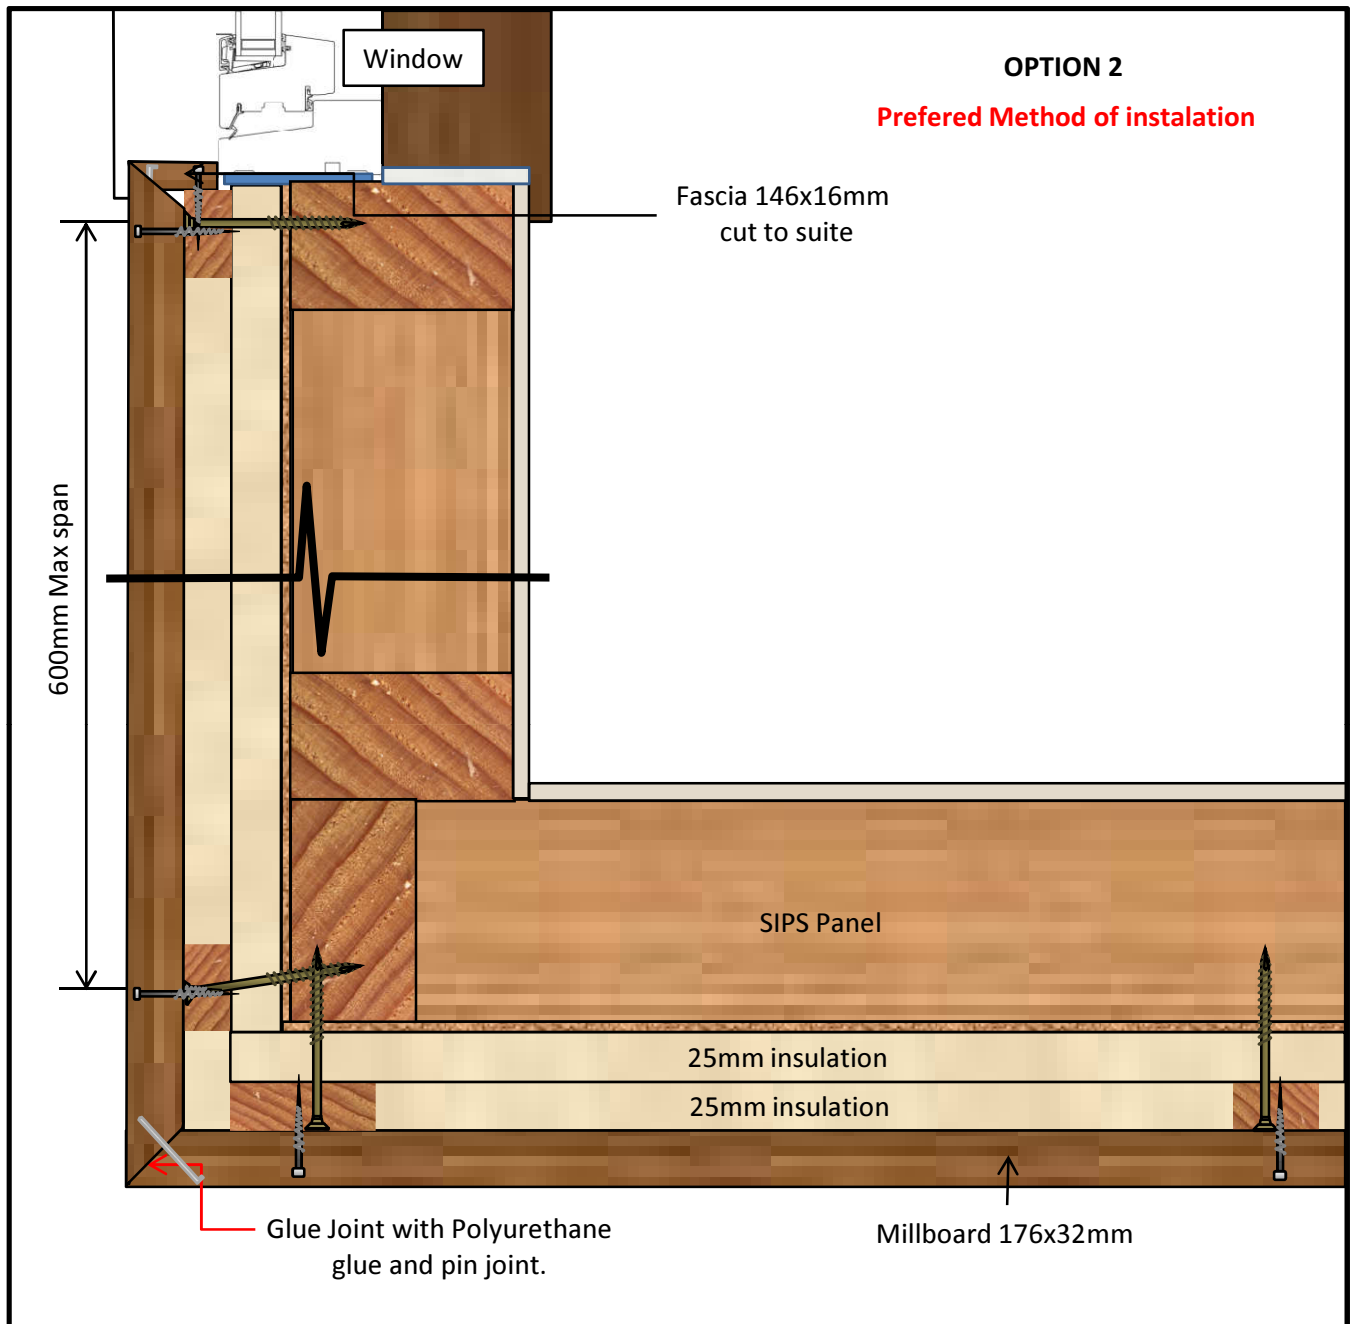 Window
OPTION 2
Prefered Method of instalation
Fascia 146x16mm
cut to suite
600mm Max span
SIPS Panel
25mm insulation
25mm insulation
Glue Joint with Polyurethane
glue and pin joint.
Millboard 176x32mm